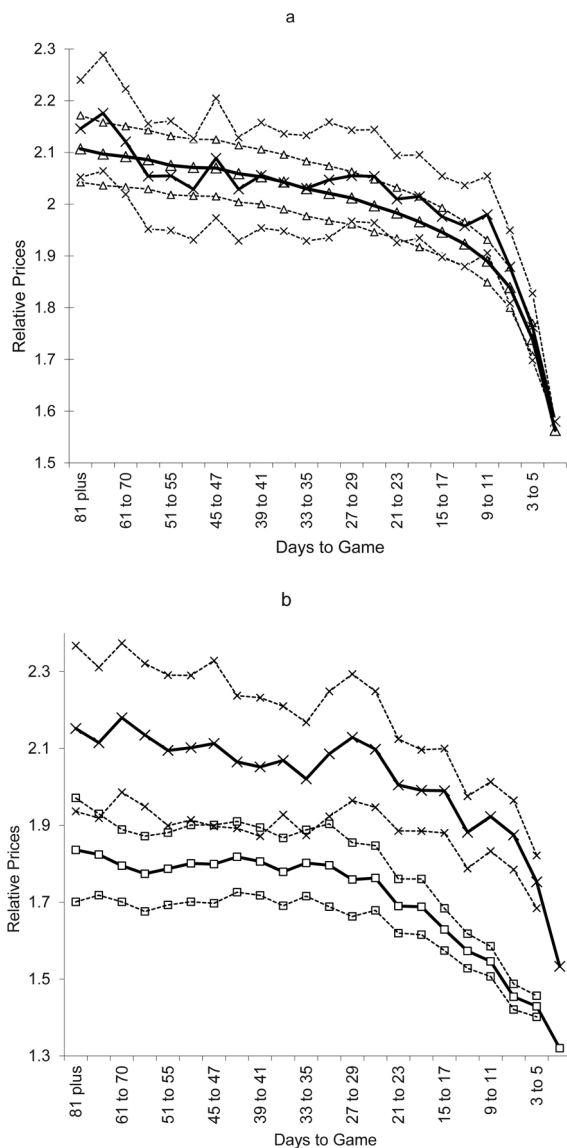 a
2.3
2.2
2.1
2
1.9
1.8
1.7
1.6
1.5
Relative Prices
81 plus
61 to 70
51 to 55
45 to 47
39 to 41
33 to 35
27 to 29
21 to 23
15 to 17
9 to 11
3 to 5
Days to Game
b
2.3
2.1
1.9
1.7
1.5
1.3
Relative Prices
81 plus
61 to 70
51 to 55
45 to 47
39 to 41
33 to 35
27 to 29
21 to 23
15 to 17
9 to 11
3 to 5
Days to Game